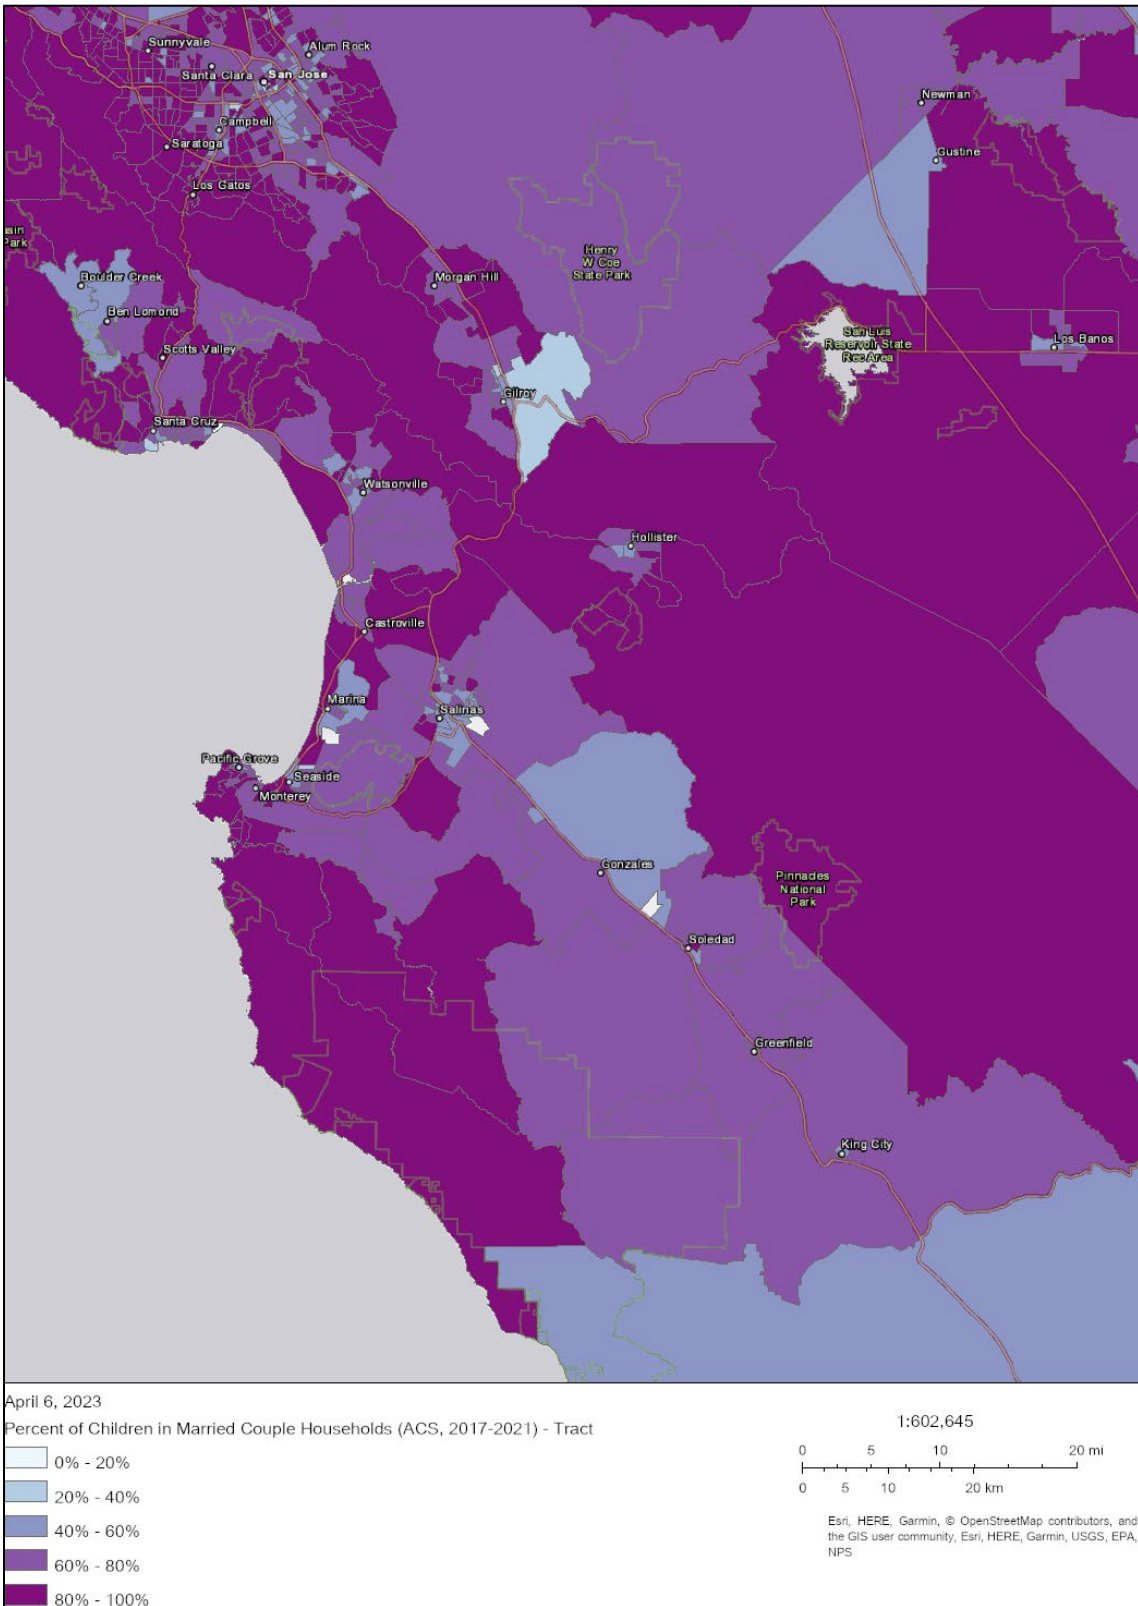 Sunnyvale
Alum Rock
Santa Clara
San Jose
Newman
Campbell
Saratoga
Gustine
Los Gatos
asin
Park
Henry
W Coe
State Park
Boulder Creek
Morgan Hill
Ben Lomond
San Luis
Reservoir State
Rec Area
Los Banos
Scotts Valley
Gilroy
Santa Cruz
Watsonville
Hollister
Castroville
Marina
Salinas
Pacific Grove
Seaside
Monterey
Gonzales
Pinnacles
National
Park
Soledad
Greenfield
King City
April 6, 2023
Percent of Children in Married Couple Households (ACS, 2017-2021) - Tract
0% - 20%
20% - 40%
40% - 60%
60% - 80%
80% - 100%
1:602,645
0 5 10 20 mi
0 5 10 20 km
Esri, HERE, Garmin, © OpenStreetMap contributors, and
the GIS user community, Esri, HERE, Garmin, USGS, EPA,
NPS